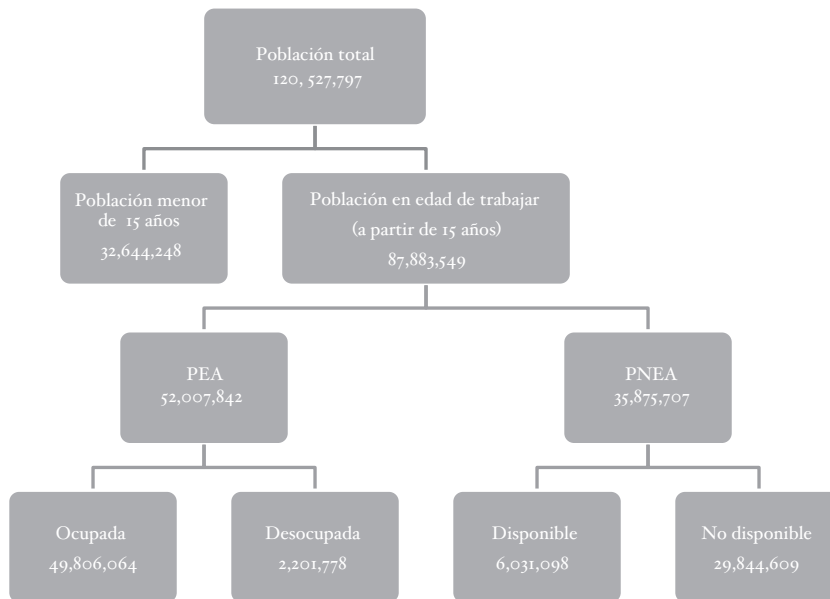 Población total
120, 527,797
Población menor
de 15 años
32,644,248
Población en edad de trabajar
(a partir de 15 años)
87,883,549
PEA
52,007,842
PNEA
35,875,707
Ocupada
49,806,064
Desocupada
2,201,778
Disponible
6,031,098
No disponible
29,844,609